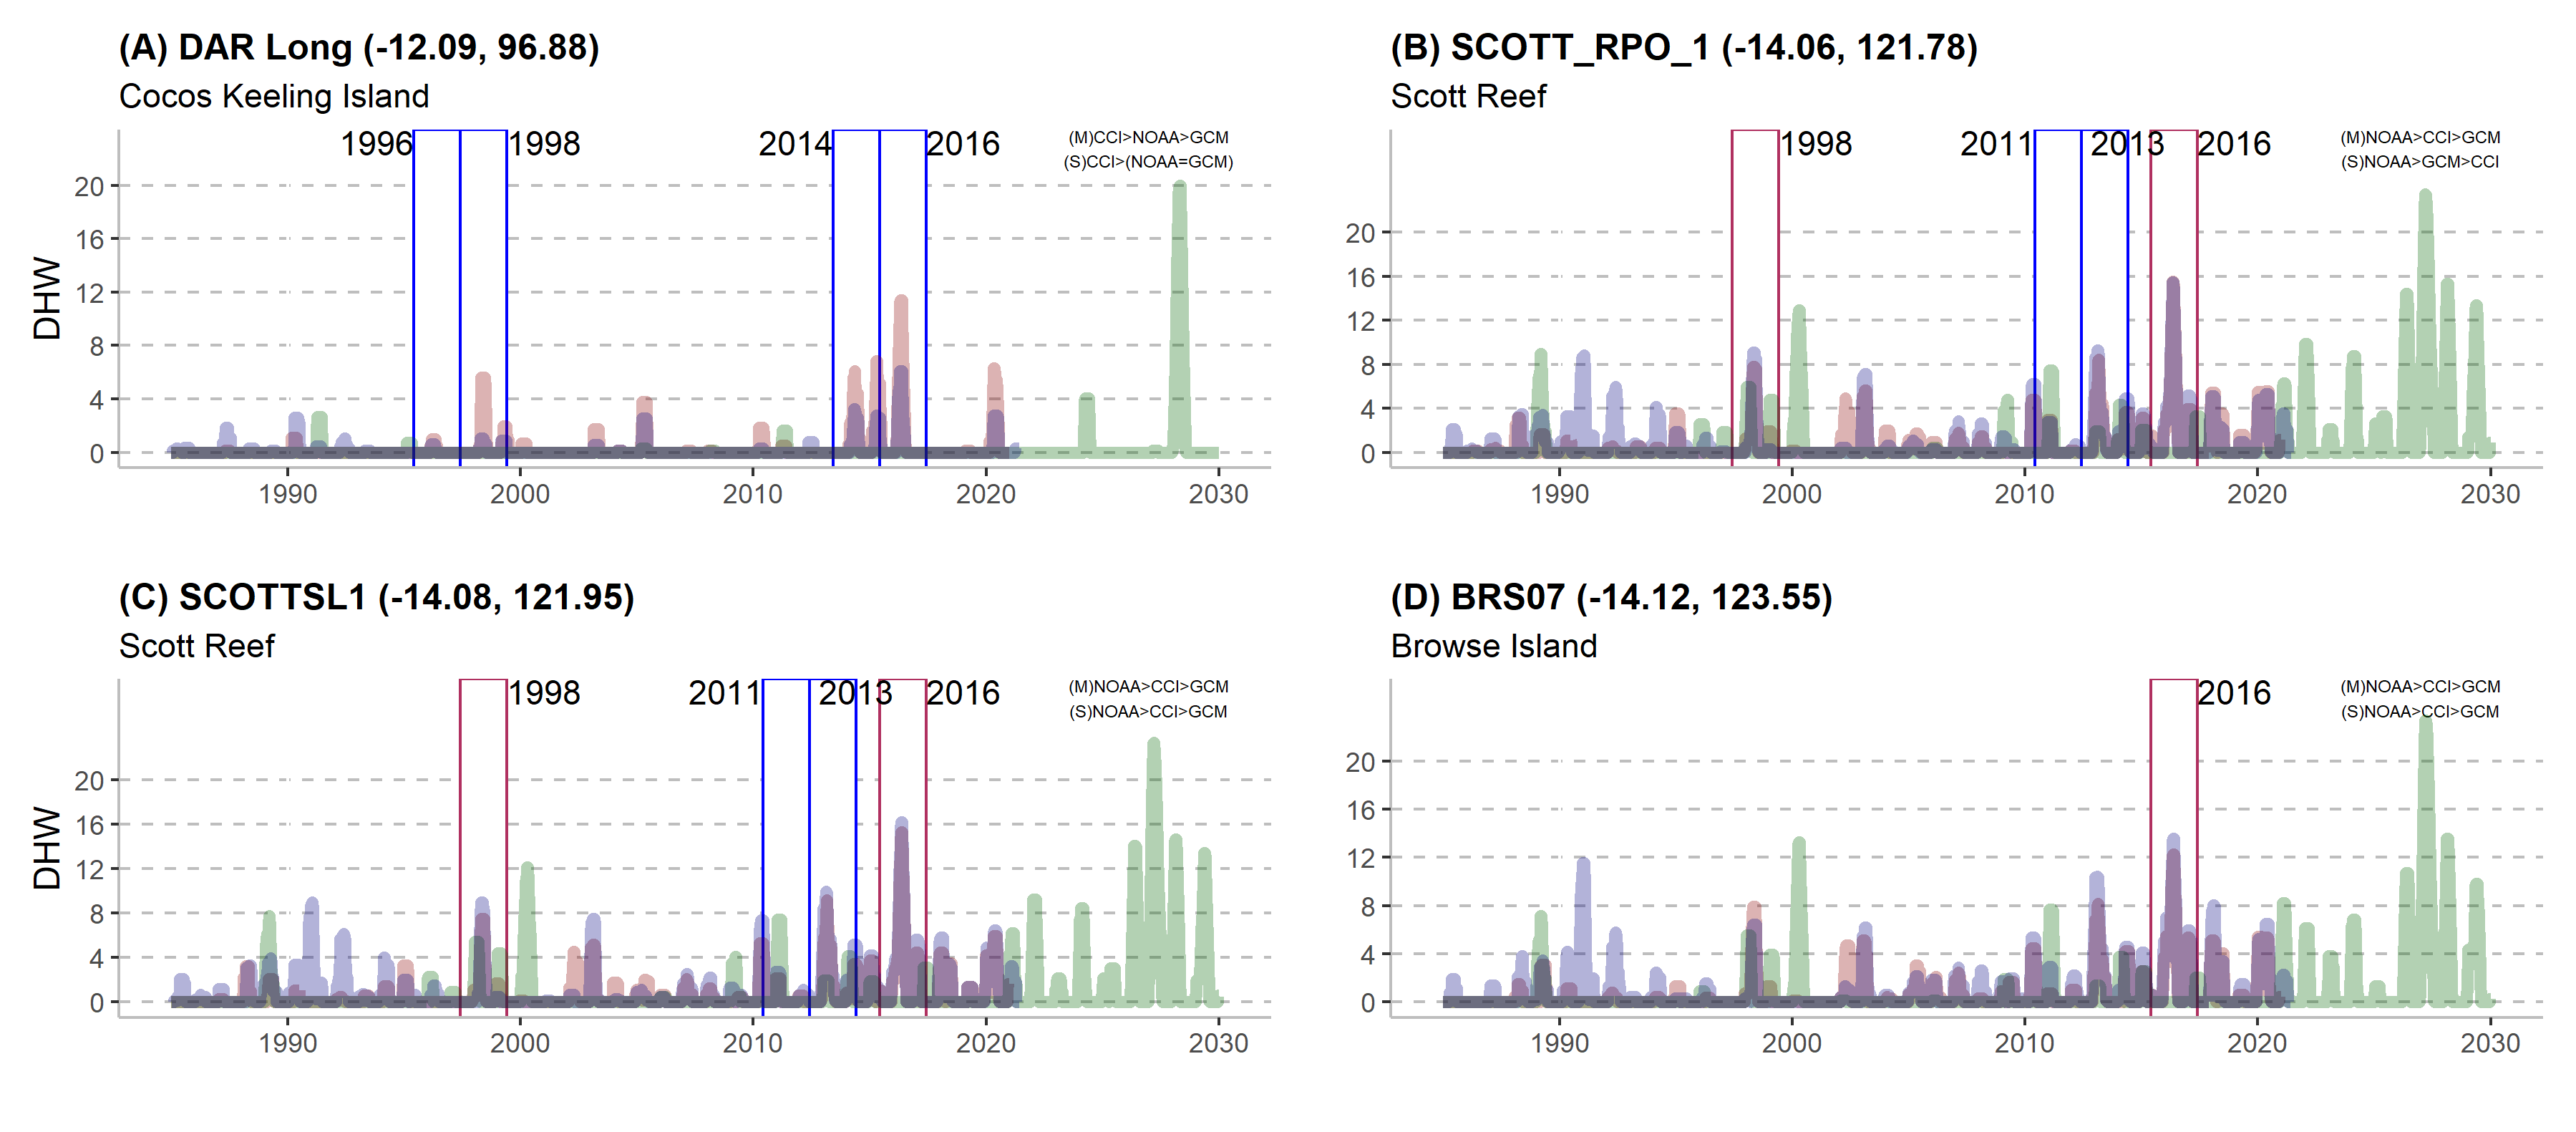 (A) DAR Long (-12.09, 96.88)
Cocos Keeling Island
1996 1998 2014 2016
(M)CCI>NOAA>GCM
(S)CCI>(NOAA=GCM)
DHW
20
16
12
8
4
0
1990 2000 2010 2020 2030
(B) SCOTT_RPO_1 (-14.06, 121.78)
Scott Reef
1998 2011 2013 2016
(M)NOAA>CCI>GCM
(S)NOAA>GCM>CCI
20
16
12
8
4
0
1990 2000 2010 2020 2030
(C) SCOTTSL1 (-14.08, 121.95)
Scott Reef
1998 2011 2013 2016
(M)NOAA>CCI>GCM
(S)NOAA>CCI>GCM
DHW
20
16
12
8
4
0
1990 2000 2010 2020 2030
(D) BRS07 (-14.12, 123.55)
Browse Island
2016
(M)NOAA>CCI>GCM
(S)NOAA>CCI>GCM
20
16
12
8
4
0
1990 2000 2010 2020 2030